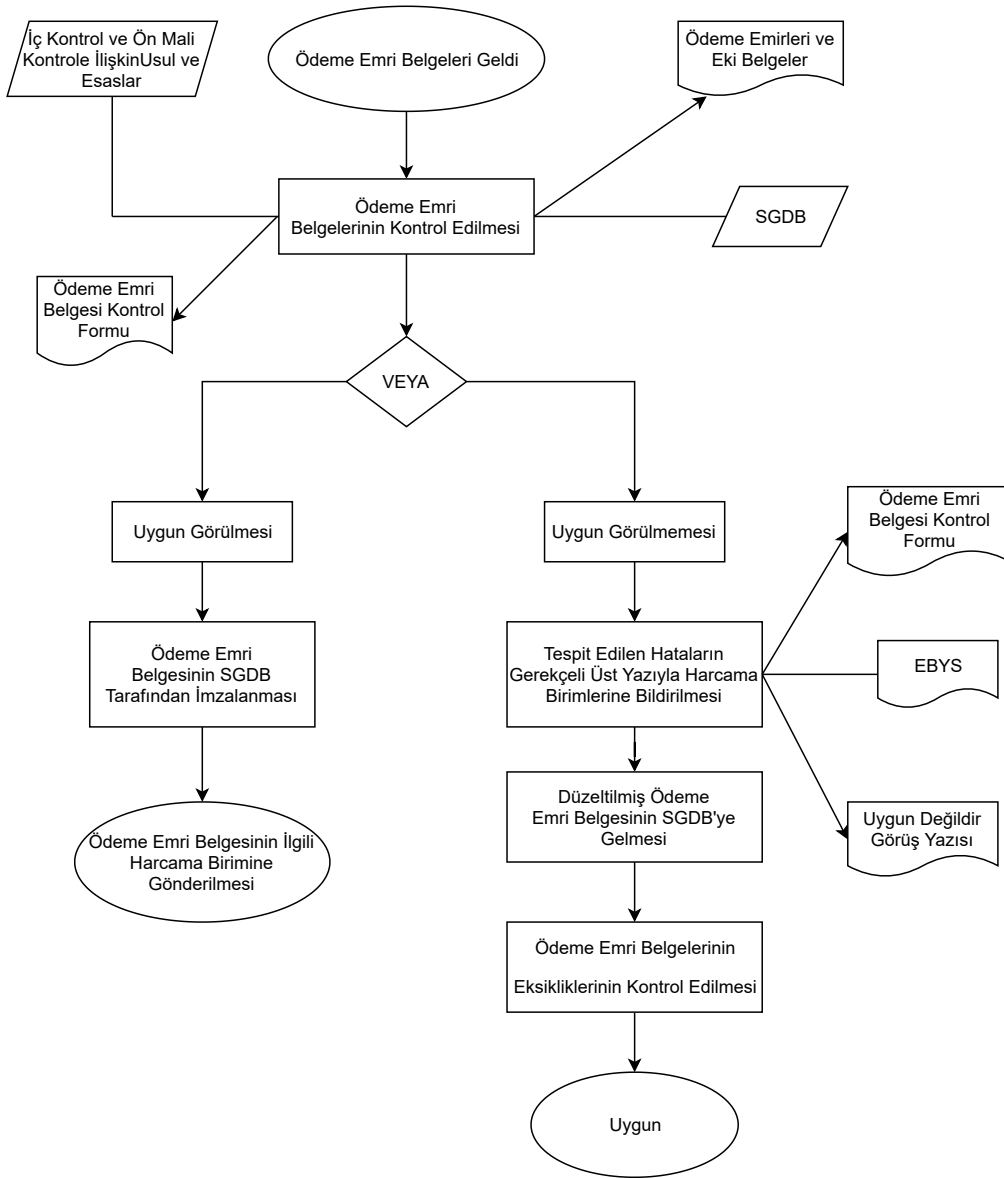 İç Kontrol ve Ön Mali
Kontrole İlişkinUsul ve
Esaslar
Ödeme Emri Belgeleri Geldi
Ödeme Emirleri ve
Eki Belgeler
Ödeme Emri
Belgelerinin Kontrol Edilmesi
SGDB
Ödeme Emri
Belgesi Kontrol
Formu
VEYA
Uygun Görülmesi
Uygun Görülmemesi
Ödeme Emri
Belgesi Kontrol
Formu
Ödeme Emri
Belgesinin SGDB
Tarafından İmzalanması
Tespit Edilen Hataların
Gerekçeli Üst Yazıyla Harcama
Birimlerine Bildirilmesi
EBYS
Düzeltilmiş Ödeme
Emri Belgesinin SGDB'ye
Gelmesi
Uygun Değildir
Görüş Yazısı
Ödeme Emri Belgesinin İlgili
Harcama Birimine
Gönderilmesi
Ödeme Emri Belgelerinin
Eksikliklerinin Kontrol Edilmesi
Uygun